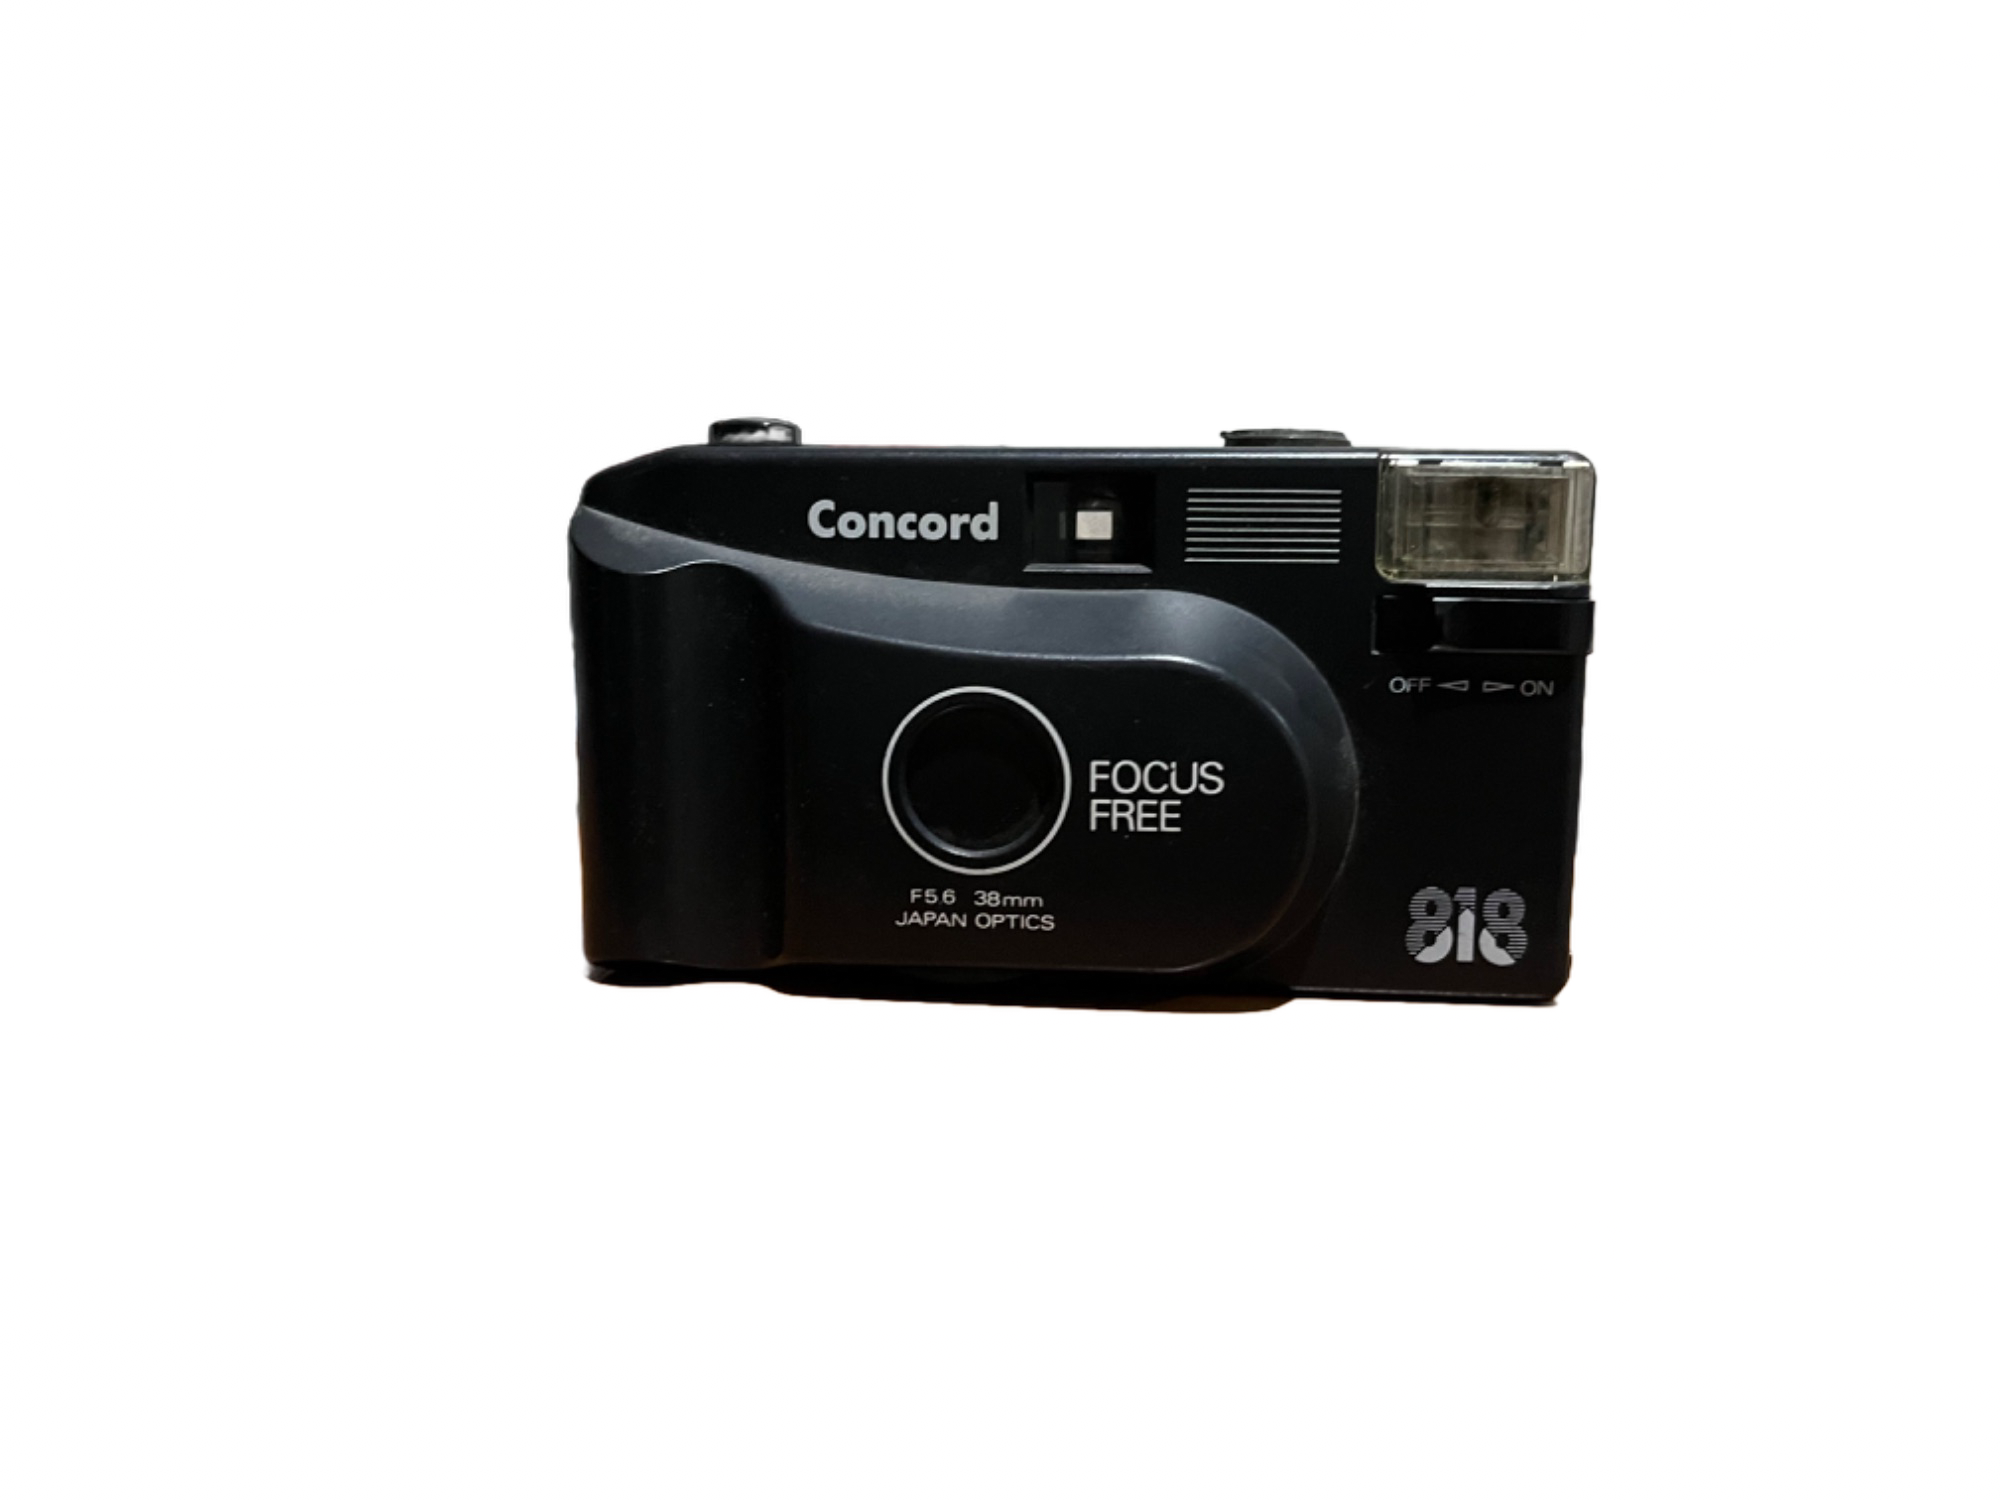 Concord
OFF ◅ ▻ ON
FOCUS
FREE
F5.6 38mm
JAPAN OPTICS
818